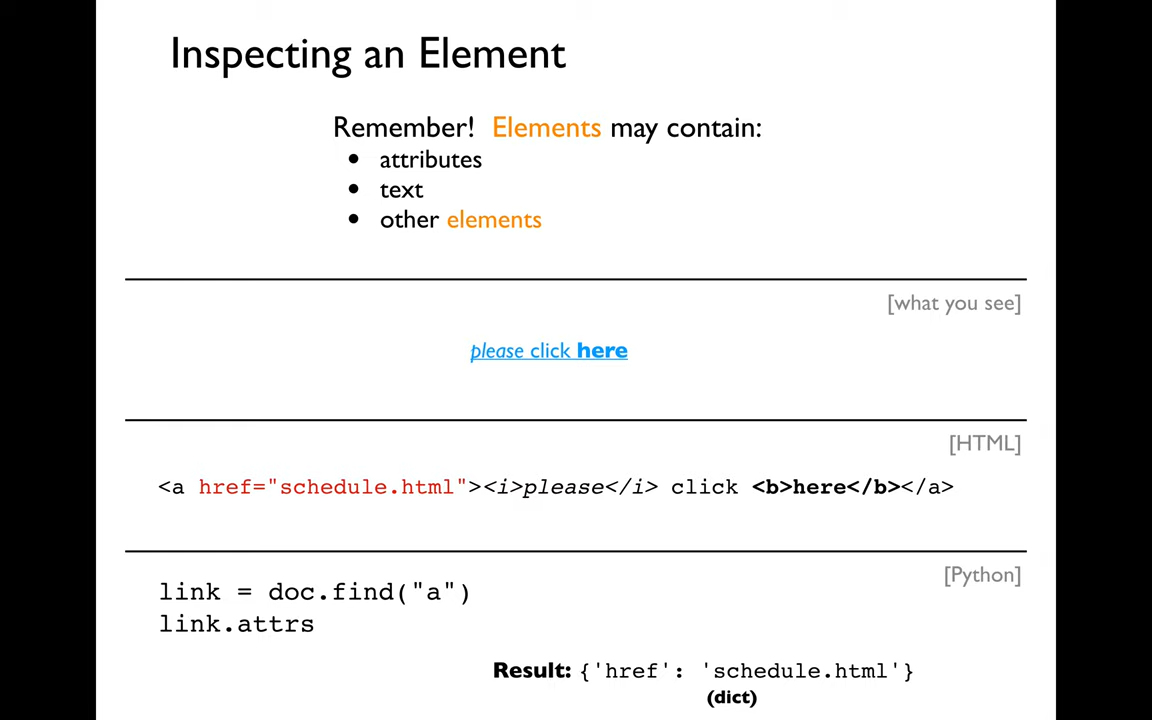 Inspecting an Element
Remember! Elements may contain:
• attributes
• text
• other elements
[what you see]
please click here
[HTML]
<a href="schedule.html"><i>please</i> click <b>here</b></a>
[Python]
link = doc.find("a")
link.attrs
Result: {'href': 'schedule.html'}
(dict)